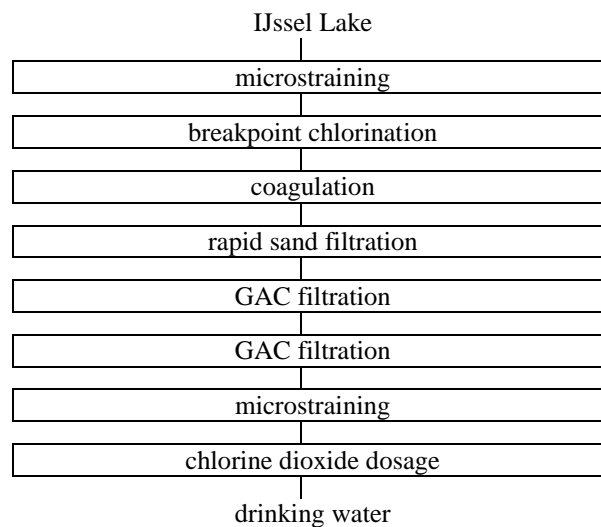 IJssel Lake
microstraining
breakpoint chlorination
coagulation
rapid sand filtration
GAC filtration
GAC filtration
microstraining
chlorine dioxide dosage
drinking water